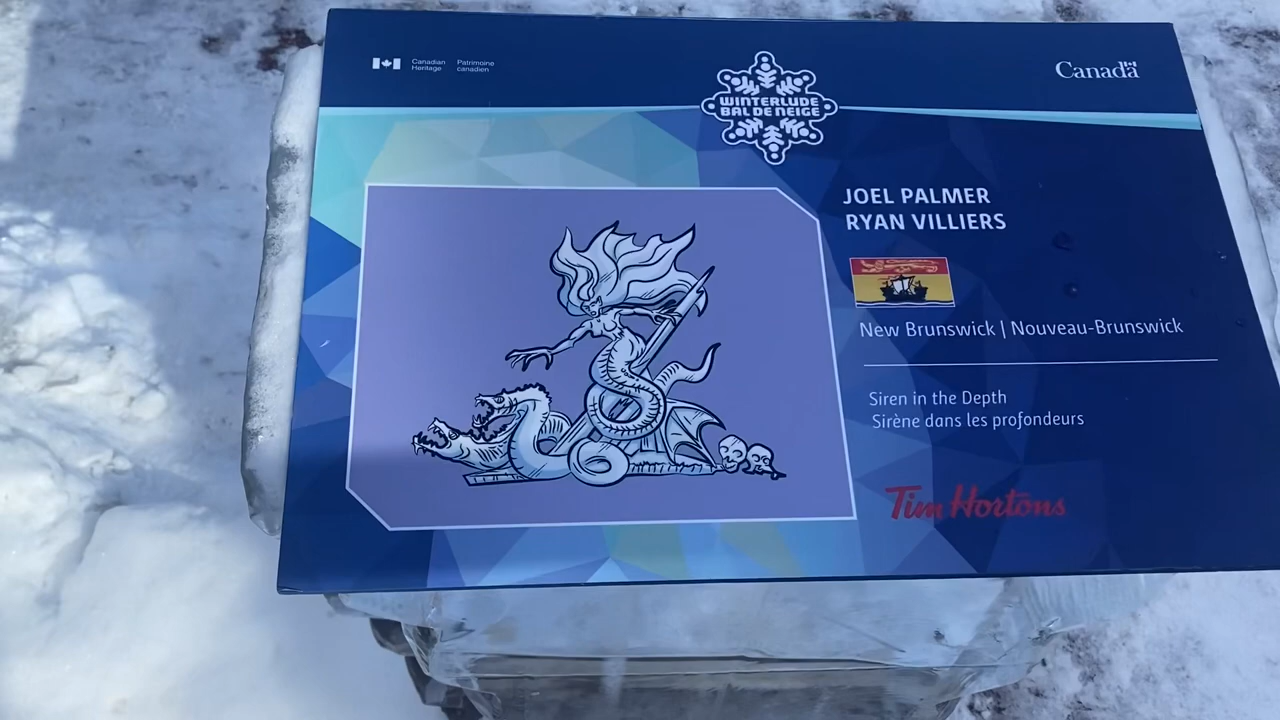 Canadian Heritage
Patrimoine canadien
Canada
WINTERLUDE
BAL DE NEIGE
JOEL PALMER
RYAN VILLIERS
New Brunswick | Nouveau-Brunswick
Siren in the Depth
Sirène dans les profondeurs
Tim Hortons